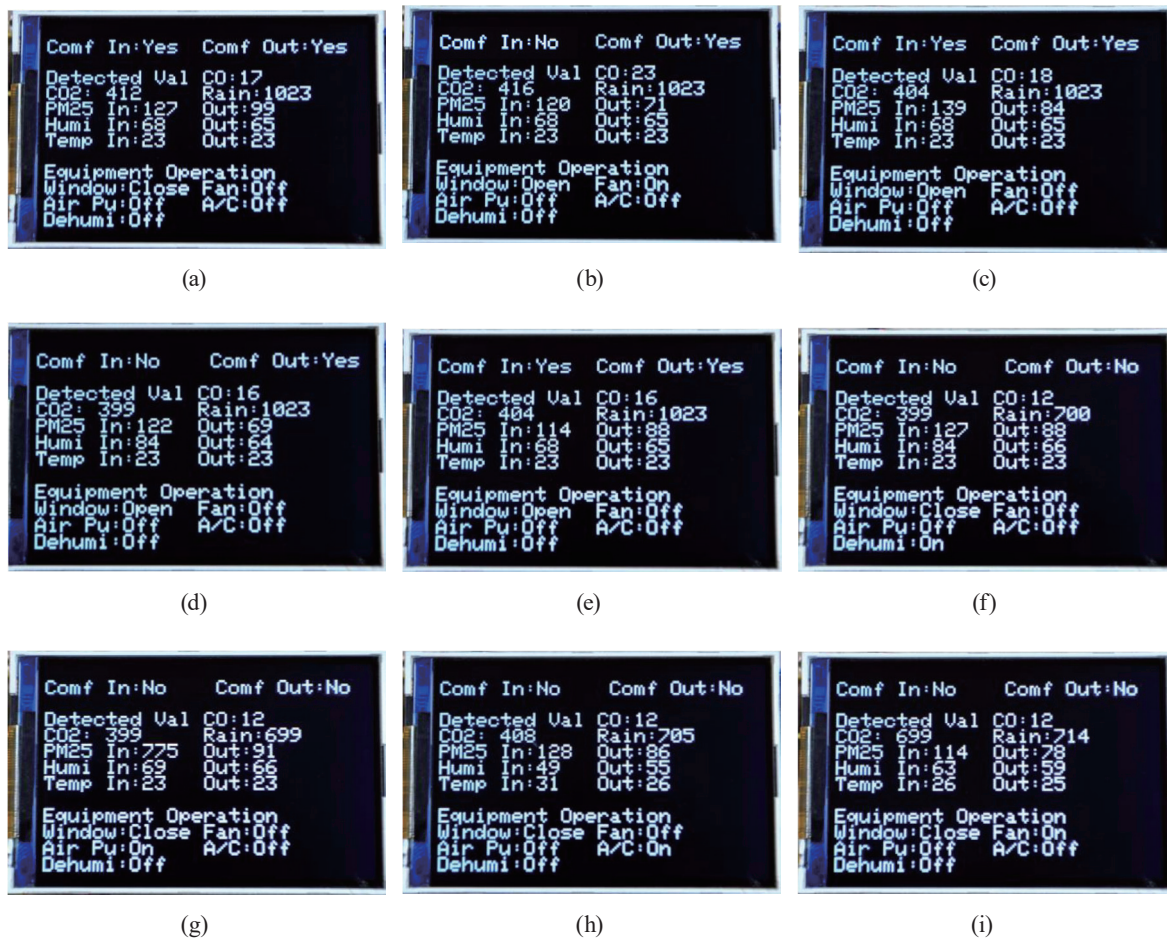 Comf In:Yes Comf Out:Yes
Detected Val CO:17
CO2: 412 Rain:1023
PM25 In:127 Out:99
Humi In:68 Out:65
Temp In:23 Out:23
Equipment Operation
Window:Close Fan:Off
Air Pu:Off A/C:Off
Dehumi:Off
(a)
Comf In:No Comf Out:Yes
Detected Val CO:23
CO2: 416 Rain:1023
PM25 In:120 Out:71
Humi In:68 Out:65
Temp In:23 Out:23
Equipment Operation
Window:Open Fan:On
Air Pu:Off A/C:Off
Dehumi:Off
(b)
Comf In:Yes Comf Out:Yes
Detected Val CO:18
CO2: 404 Rain:1023
PM25 In:139 Out:84
Humi In:68 Out:65
Temp In:23 Out:23
Equipment Operation
Window:Open Fan:Off
Air Pu:Off A/C:Off
Dehumi:Off
(c)
Comf In:No Comf Out:Yes
Detected Val CO:16
CO2: 399 Rain:1023
PM25 In:122 Out:69
Humi In:84 Out:64
Temp In:23 Out:23
Equipment Operation
Window:Open Fan:Off
Air Pu:Off A/C:Off
Dehumi:Off
(d)
Comf In:Yes Comf Out:Yes
Detected Val CO:16
CO2: 404 Rain:1023
PM25 In:114 Out:88
Humi In:68 Out:65
Temp In:23 Out:23
Equipment Operation
Window:Open Fan:Off
Air Pu:Off A/C:Off
Dehumi:Off
(e)
Comf In:No Comf Out:No
Detected Val CO:12
CO2: 399 Rain:700
PM25 In:127 Out:88
Humi In:84 Out:66
Temp In:23 Out:23
Equipment Operation
Window:Close Fan:Off
Air Pu:Off A/C:Off
Dehumi:On
(f)
Comf In:No Comf Out:No
Detected Val CO:12
CO2: 399 Rain:699
PM25 In:775 Out:91
Humi In:69 Out:66
Temp In:23 Out:23
Equipment Operation
Window:Close Fan:Off
Air Pu:On A/C:Off
Dehumi:Off
(g)
Comf In:No Comf Out:No
Detected Val CO:12
CO2: 408 Rain:705
PM25 In:128 Out:86
Humi In:49 Out:55
Temp In:31 Out:26
Equipment Operation
Window:Close Fan:Off
Air Pu:Off A/C:On
Dehumi:Off
(h)
Comf In:No Comf Out:No
Detected Val CO:12
CO2: 699 Rain:714
PM25 In:114 Out:78
Humi In:63 Out:59
Temp In:26 Out:25
Equipment Operation
Window:Close Fan:On
Air Pu:Off A/C:Off
Dehumi:Off
(i)